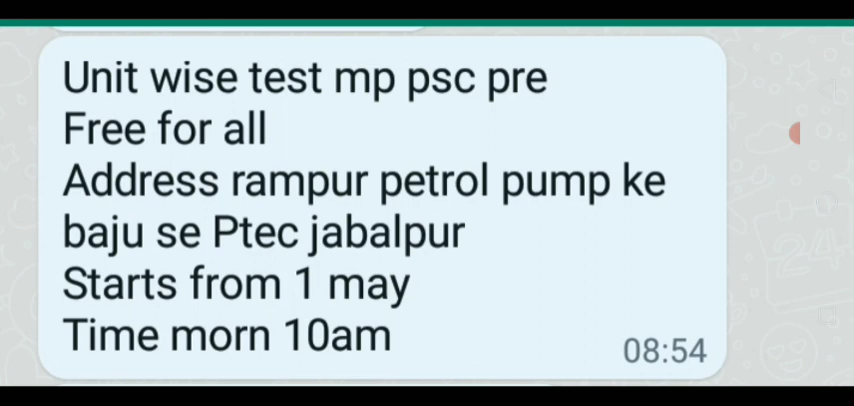 Unit wise test mp psc pre
Free for all
Address rampur petrol pump ke
baju se Ptec jabalpur
Starts from 1 may
Time morn 10am
08:54